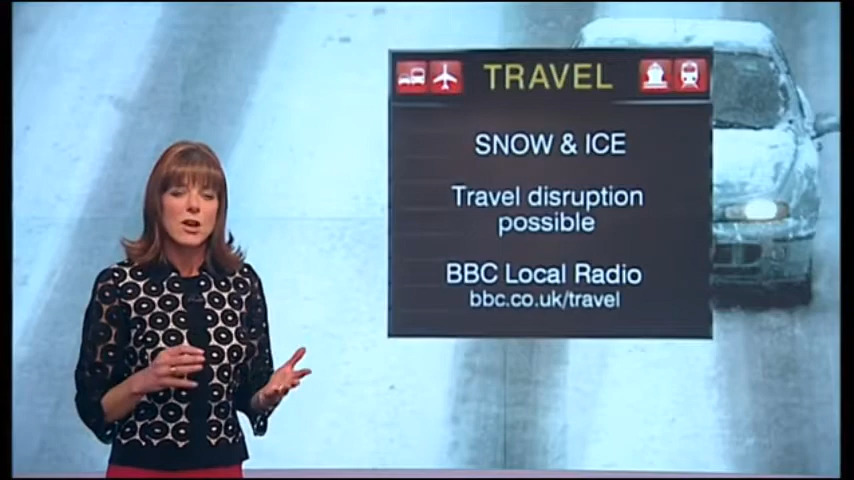 TRAVEL
SNOW & ICE
Travel disruption
possible
BBC Local Radio
bbc.co.uk/travel